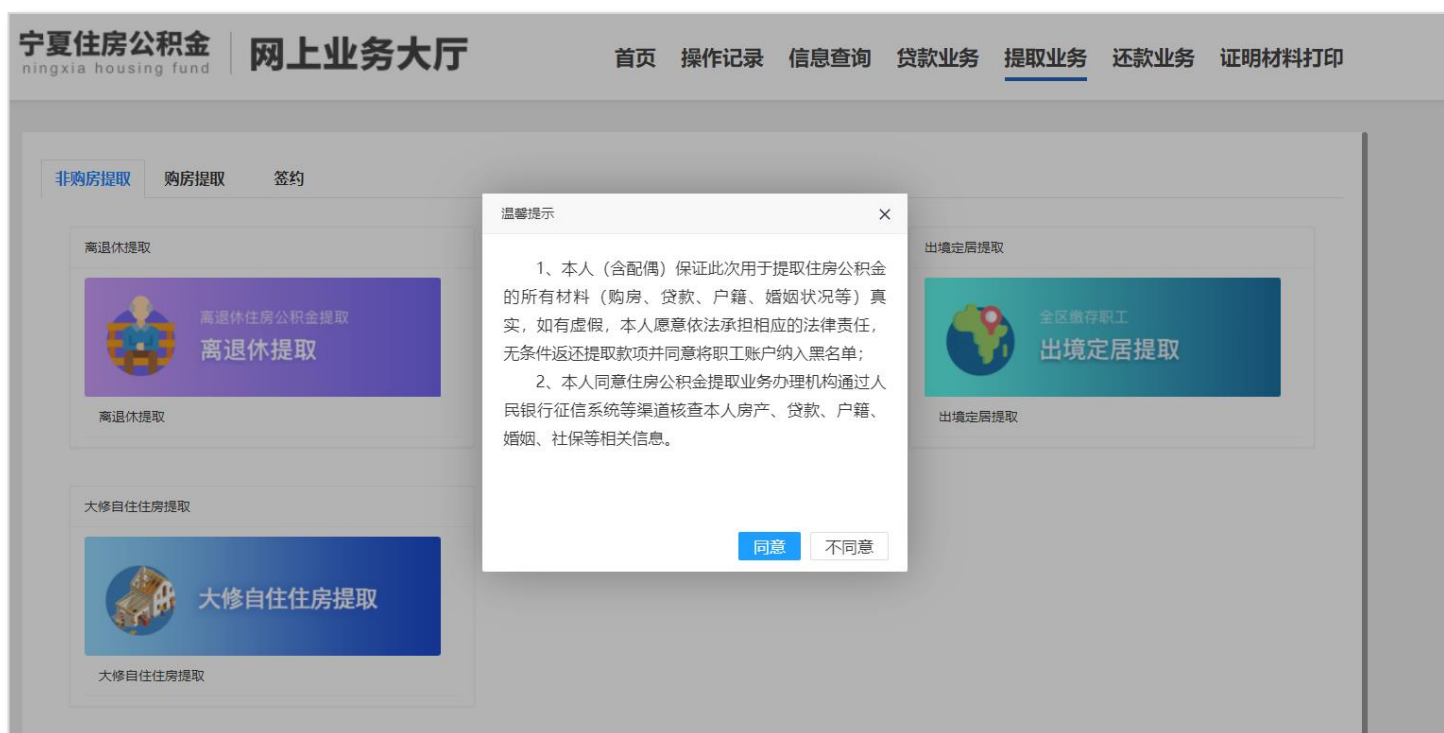 宁夏住房公积金
ningxia housing fund
网上业务大厅
首页 操作记录 信息查询 贷款业务 提取业务 还款业务 证明材料打印
非购房提取 购房提取 签约
离退休提取
离退休住房公积金提取
离退休提取
离退休提取
温馨提示
1、本人（含配偶）保证此次用于提取住房公积金
的所有材料（购房、贷款、户籍、婚姻状况等）真
实，如有虚假，本人愿意依法承担相应的法律责任，
无条件返还提取款项并同意将职工账户纳入黑名单；
2、本人同意住房公积金提取业务办理机构通过人
民银行征信系统等渠道核查本人房产、贷款、户籍、
婚姻、社保等相关信息。
同意 不同意
出境定居提取
全区缴存职工
出境定居提取
出境定居提取
大修自住住房提取
大修自住住房提取
大修自住住房提取